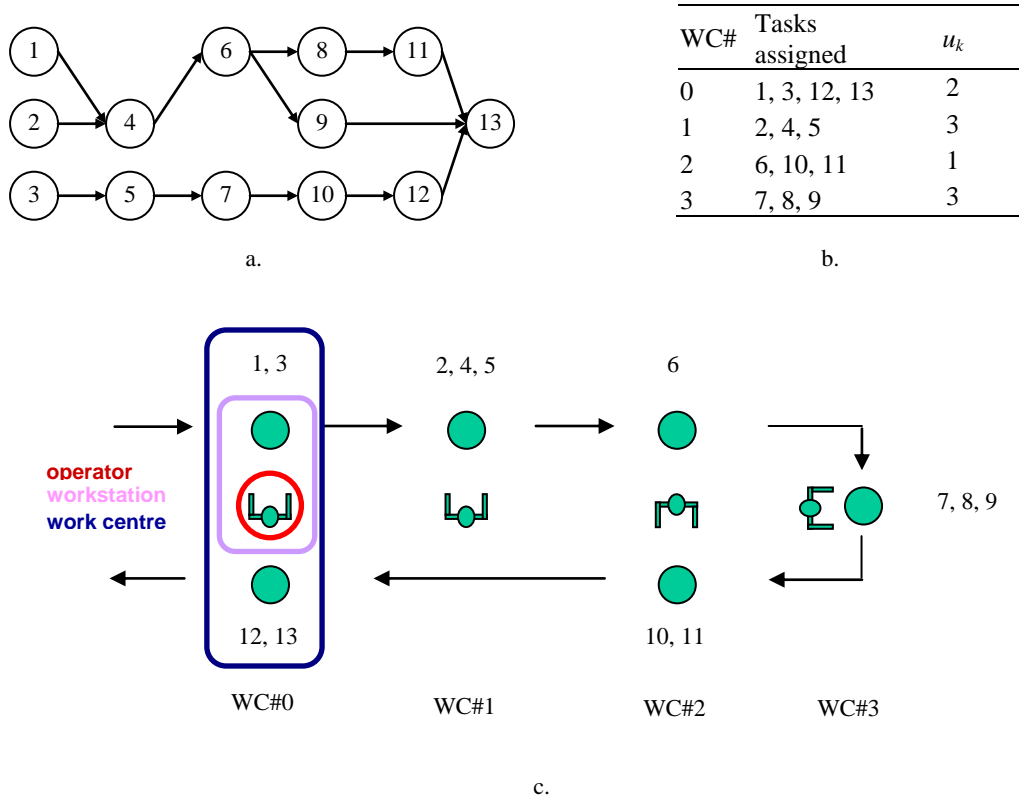 1
6
8
11
2
4
9
13
3
5
7
10
12
a.
WC# Tasks assigned u_k
0 1, 3, 12, 13 2
1 2, 4, 5 3
2 6, 10, 11 1
3 7, 8, 9 3
b.
1, 3
2, 4, 5
6
operator
workstation
work centre
7, 8, 9
12, 13
10, 11
WC#0
WC#1
WC#2
WC#3
c.